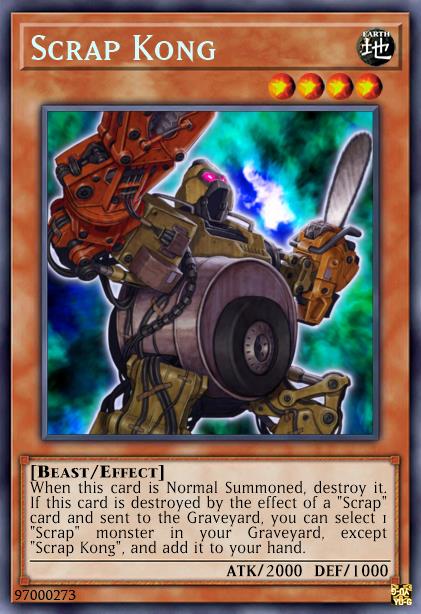 Scrap Kong
EARTH
地
[Beast/Effect]
When this card is Normal Summoned, destroy it.
If this card is destroyed by the effect of a "Scrap"
card and sent to the Graveyard, you can select 1
"Scrap" monster in your Graveyard, except
"Scrap Kong", and add it to your hand.
ATK/2000 DEF/1000
97000273